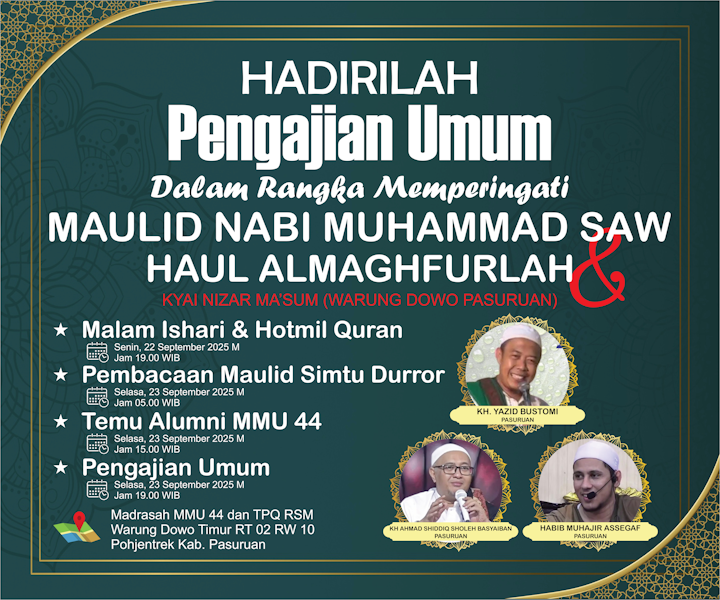 HADIRILAH
Pengajian Umum
Dalam Rangka Memperingati
MAULID NABI MUHAMMAD SAW
&
HAUL ALMAGHFURLAH
KYAI NIZAR MA'SUM (WARUNG DOWO PASURUAN)
Malam Ishari & Hotmil Quran
Senin, 22 September 2025 M
Jam 19.00 WIB
Pembacaan Maulid Simtu Durror
Selasa, 23 September 2025 M
Jam 05.00 WIB
Temu Alumni MMU 44
Selasa, 23 September 2025 M
Jam 15.00 WIB
Pengajian Umum
Selasa, 23 September 2025 M
Jam 19.00 WIB
Madrasah MMU 44 dan TPQ RSM
Warung Dowo Timur RT 02 RW 10
Pohjentrek Kab. Pasuruan
KH. YAZID BUSTOMI
PASURUAN
KH AHMAD SHIDDIQ SHOLEH BASYAIBAN
PASURUAN
HABIB MUHAJIR ASSEGAF
PASURUAN